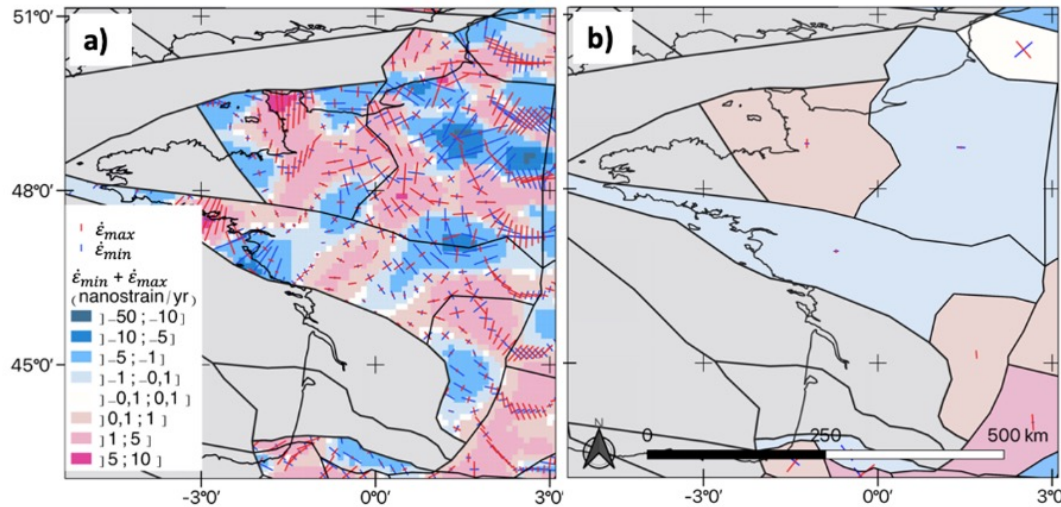 51°0'
a)
b)
48°0'
ε̇max
ε̇min
ε̇min + ε̇max
(nanostrain/yr)
]-50 ; -10]
]-10 ; -5]
]-5 ; -1]
]-1 ; -0,1]
]-0,1 ; 0,1]
]0,1 ; 1]
]1 ; 5]
]5 ; 10]
45°0'
N
0 250 500 km
-3°0' 0°0' 3°0' -3°0' 0°0' 3°0'